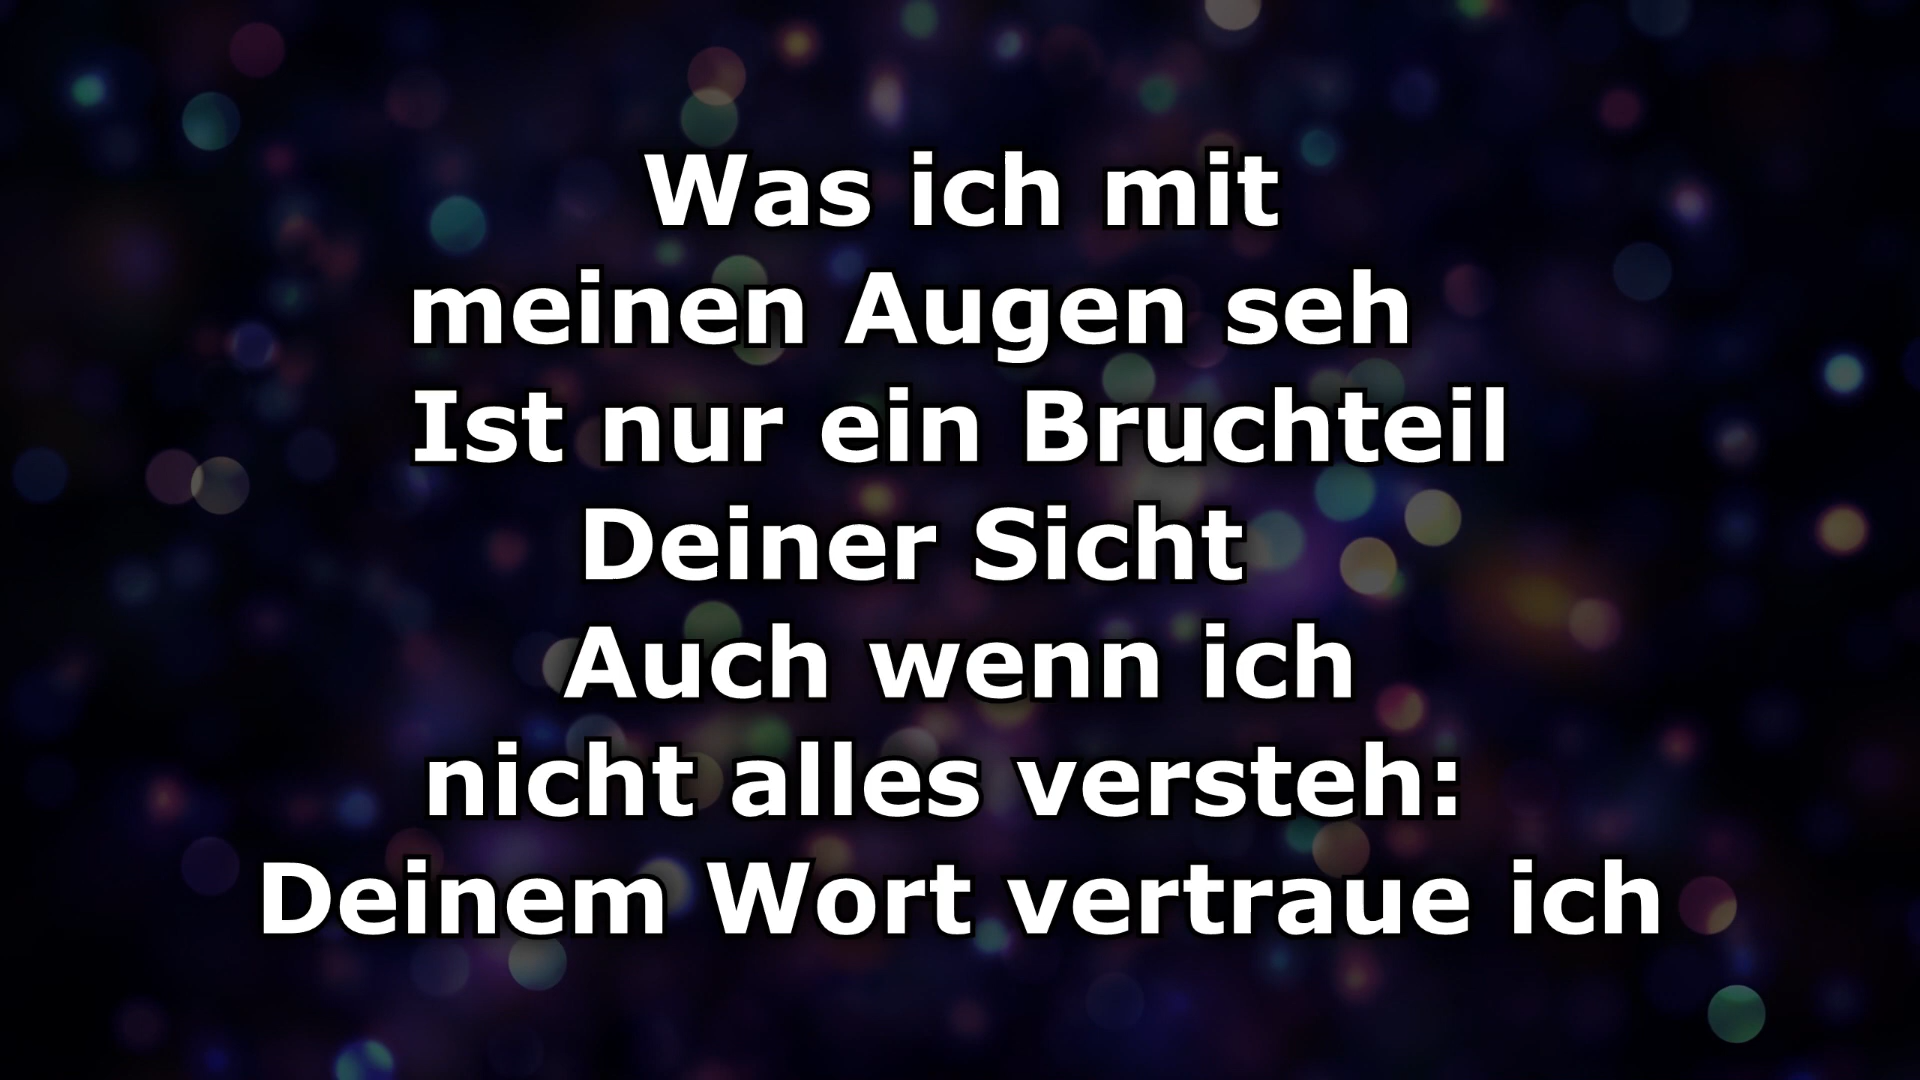 Was ich mit
meinen Augen seh
Ist nur ein Bruchteil
Deiner Sicht
Auch wenn ich
nicht alles versteh:
Deinem Wort vertraue ich